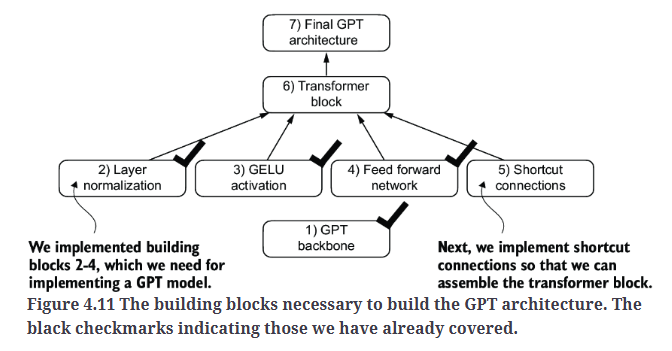 7) Final GPT
architecture
6) Transformer
block
2) Layer
normalization
3) GELU
activation
4) Feed forward
network
5) Shortcut
connections
1) GPT
backbone
We implemented building
blocks 2-4, which we need for
implementing a GPT model.
Next, we implement shortcut
connections so that we can
assemble the transformer block.
Figure 4.11 The building blocks necessary to build the GPT architecture. The
black checkmarks indicating those we have already covered.